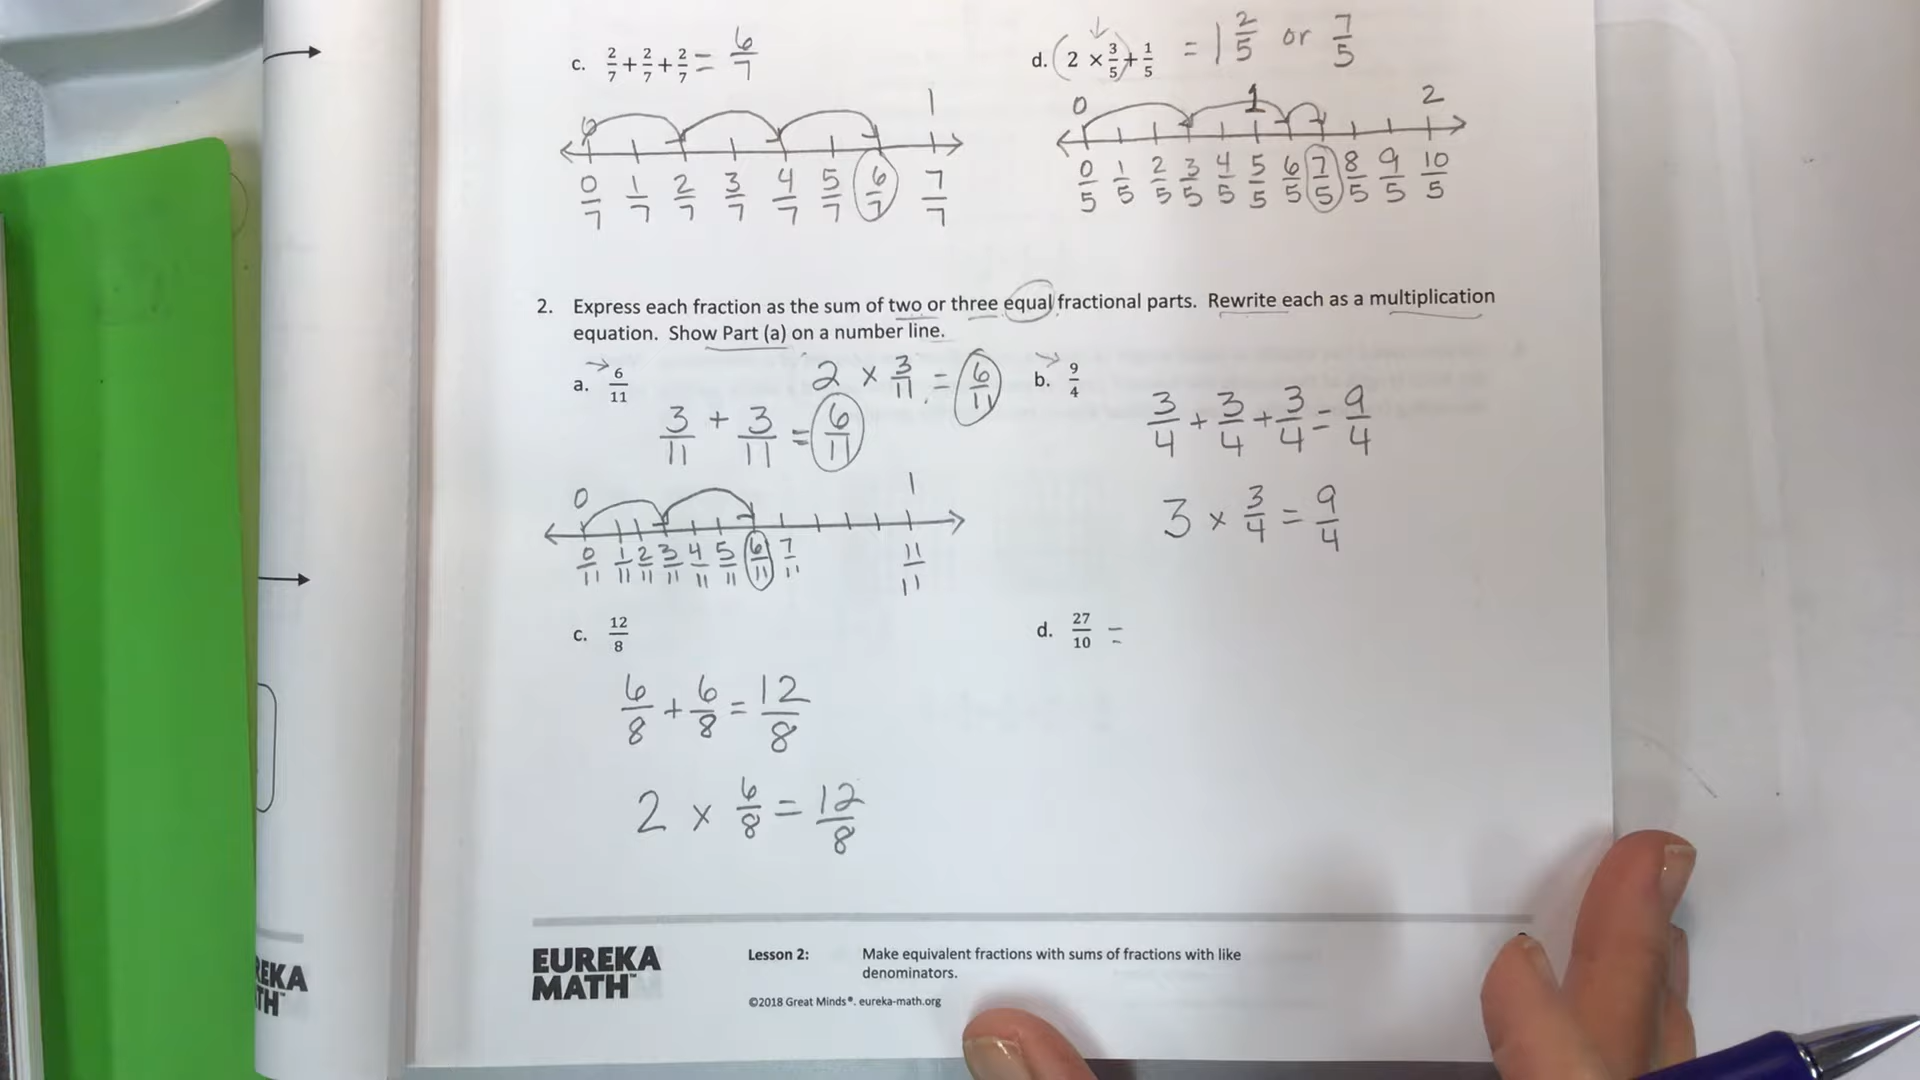 c. 2/7 + 2/7 + 2/7 = 6/7
0 1
0/7 1/7 2/7 3/7 4/7 5/7 6/7 7/7
d. (2 × 3/5) + 1/5 = 1 2/5 or 7/5
0 1 2
0/5 1/5 2/5 3/5 4/5 5/5 6/5 7/5 8/5 9/5 10/5
2. Express each fraction as the sum of two or three equal fractional parts. Rewrite each as a multiplication
equation. Show Part (a) on a number line.
a. 6/11
2 × 3/11 = 6/11
3/11 + 3/11 = 6/11
0 1
0/11 1/11 2/11 3/11 4/11 5/11 6/11 7/11 11/11
b. 9/4
3/4 + 3/4 + 3/4 = 9/4
3 × 3/4 = 9/4
c. 12/8
6/8 + 6/8 = 12/8
2 × 6/8 = 12/8
d. 27/10 =
EUREKA
MATH™
Lesson 2: Make equivalent fractions with sums of fractions with like
denominators.
©2018 Great Minds®. eureka-math.org
REKA
TH™